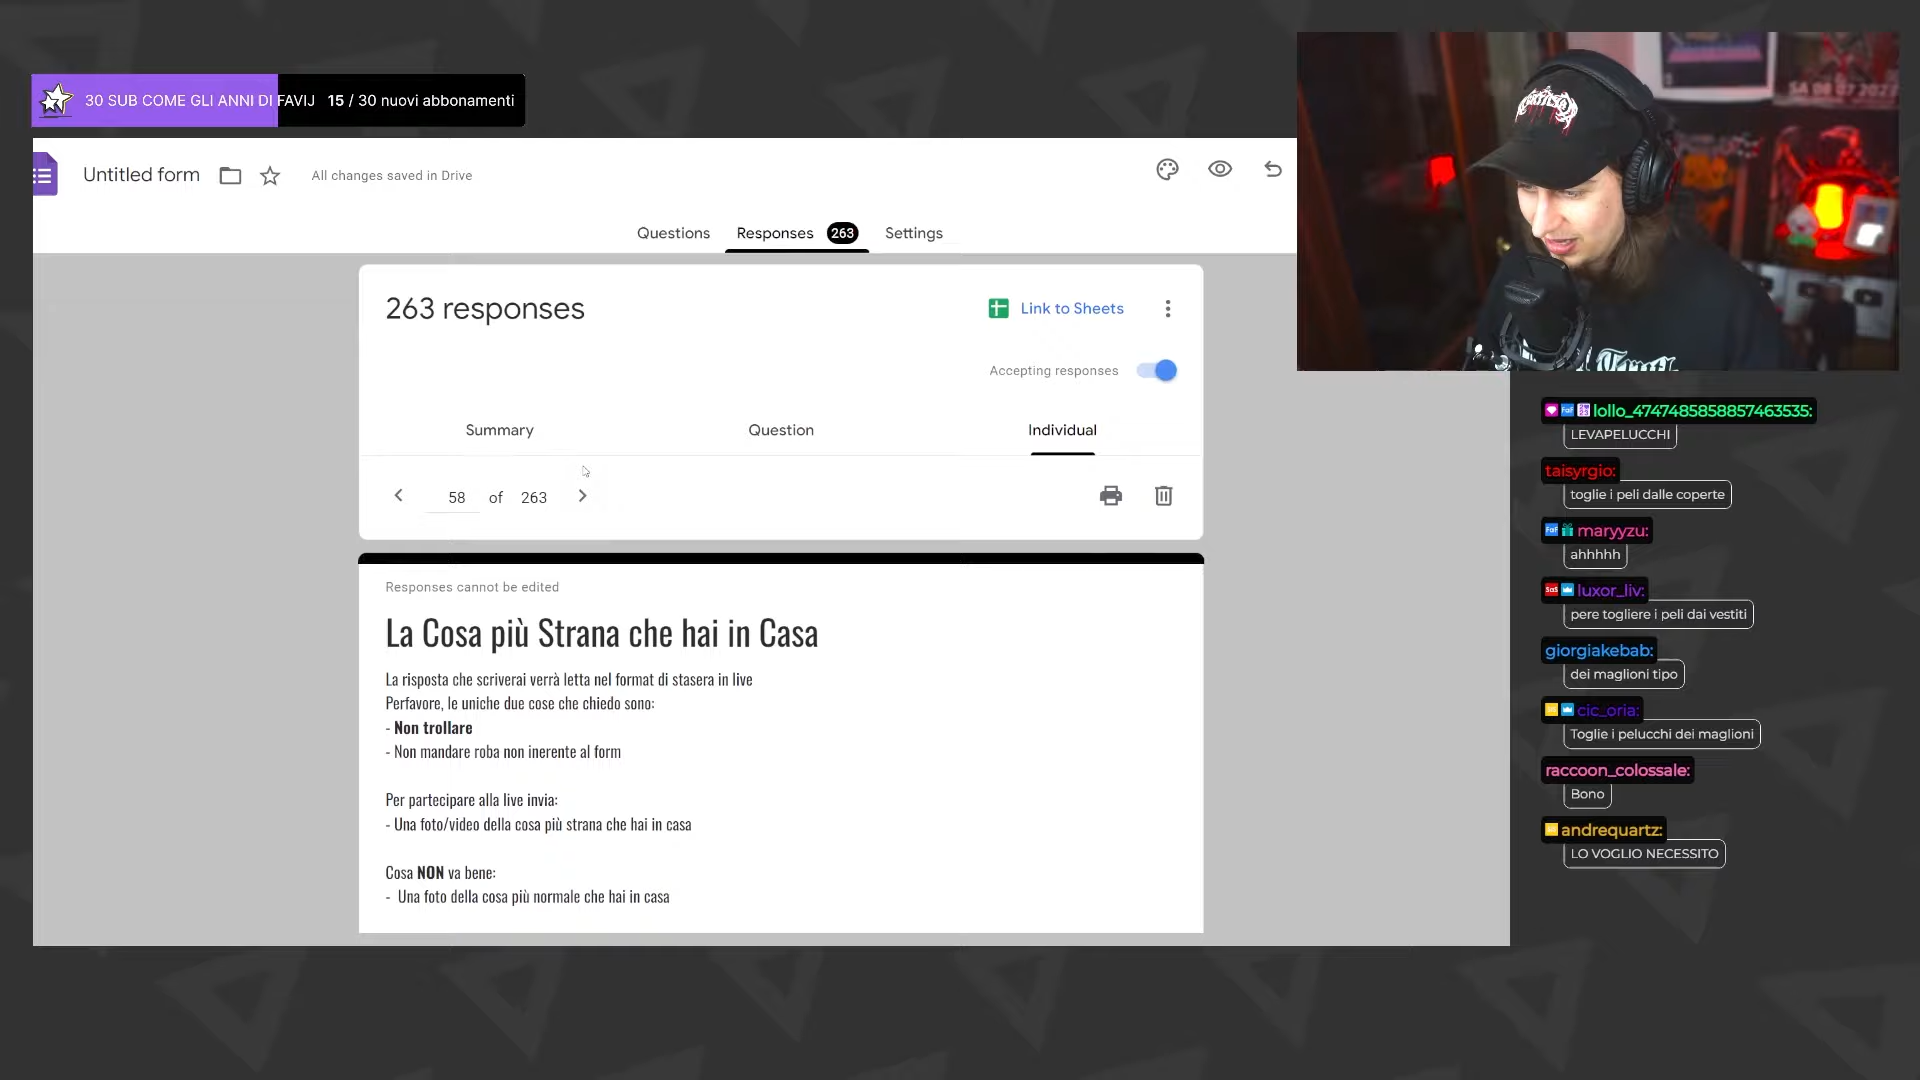 30 SUB COME GLI ANNI DI FAVIJ 15 / 30 nuovi abbonamenti
Untitled form
All changes saved in Drive
Questions
Responses 263
Settings
263 responses
Link to Sheets
Accepting responses
Summary
Question
Individual
58 of 263
Responses cannot be edited
La Cosa più Strana che hai in Casa
La risposta che scriverai verrà letta nel format di stasera in live
Perfavore, le uniche due cose che chiedo sono:
- Non trollare
- Non mandare roba non inerente al form
Per partecipare alla live invia:
- Una foto/video della cosa più strana che hai in casa
Cosa NON va bene:
- Una foto della cosa più normale che hai in casa
lollo_4747485858857463535:
LEVAPELUCCHI
taisyrgio:
toglie i peli dalle coperte
maryyzu:
ahhhhh
luxor_liv:
pere togliere i peli dai vestiti
giorgiakebab:
dei maglioni tipo
cic_oria:
Toglie i pelucchi dei maglioni
raccoon_colossale:
Bono
andrequartz:
LO VOGLIO NECESSITO